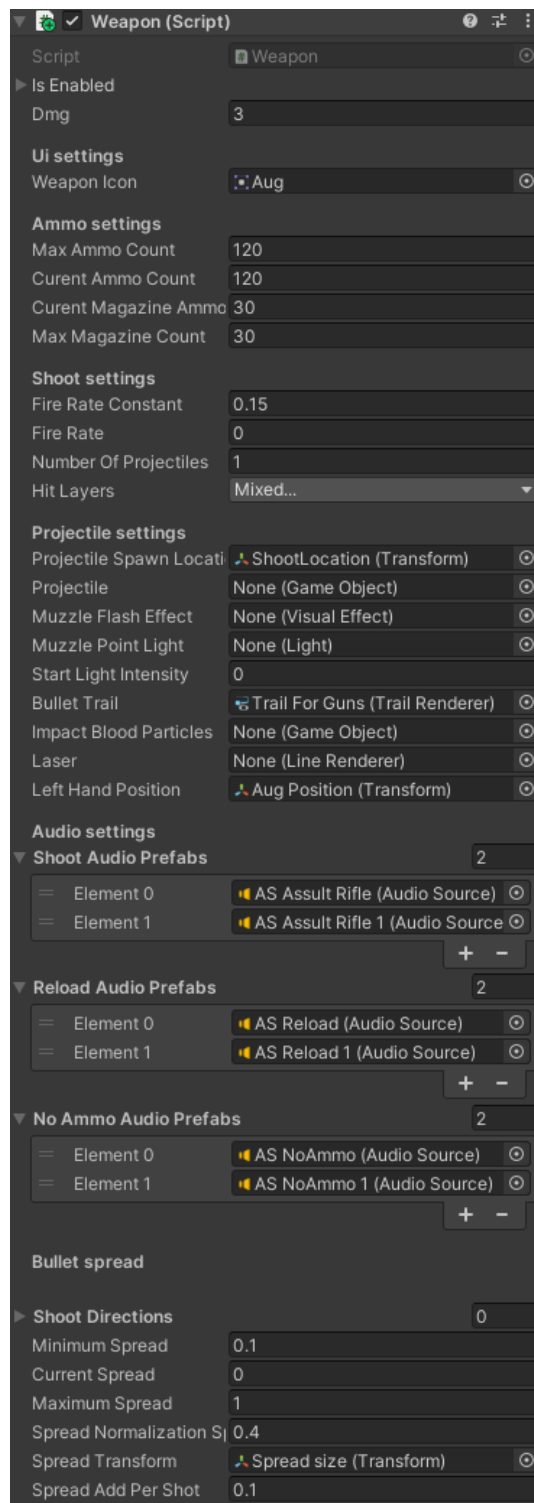 Weapon (Script)
Script Weapon
Is Enabled
Dmg 3
Ui settings
Weapon Icon Aug
Ammo settings
Max Ammo Count 120
Curent Ammo Count 120
Curent Magazine Ammo 30
Max Magazine Count 30
Shoot settings
Fire Rate Constant 0.15
Fire Rate 0
Number Of Projectiles 1
Hit Layers Mixed...
Projectile settings
Projectile Spawn Locati ShootLocation (Transform)
Projectile None (Game Object)
Muzzle Flash Effect None (Visual Effect)
Muzzle Point Light None (Light)
Start Light Intensity 0
Bullet Trail Trail For Guns (Trail Renderer)
Impact Blood Particles None (Game Object)
Laser None (Line Renderer)
Left Hand Position Aug Position (Transform)
Audio settings
Shoot Audio Prefabs 2
Element 0 AS Assult Rifle (Audio Source)
Element 1 AS Assult Rifle 1 (Audio Source
Reload Audio Prefabs 2
Element 0 AS Reload (Audio Source)
Element 1 AS Reload 1 (Audio Source)
No Ammo Audio Prefabs 2
Element 0 AS NoAmmo (Audio Source)
Element 1 AS NoAmmo 1 (Audio Source)
Bullet spread
Shoot Directions 0
Minimum Spread 0.1
Current Spread 0
Maximum Spread 1
Spread Normalization Sp 0.4
Spread Transform Spread size (Transform)
Spread Add Per Shot 0.1